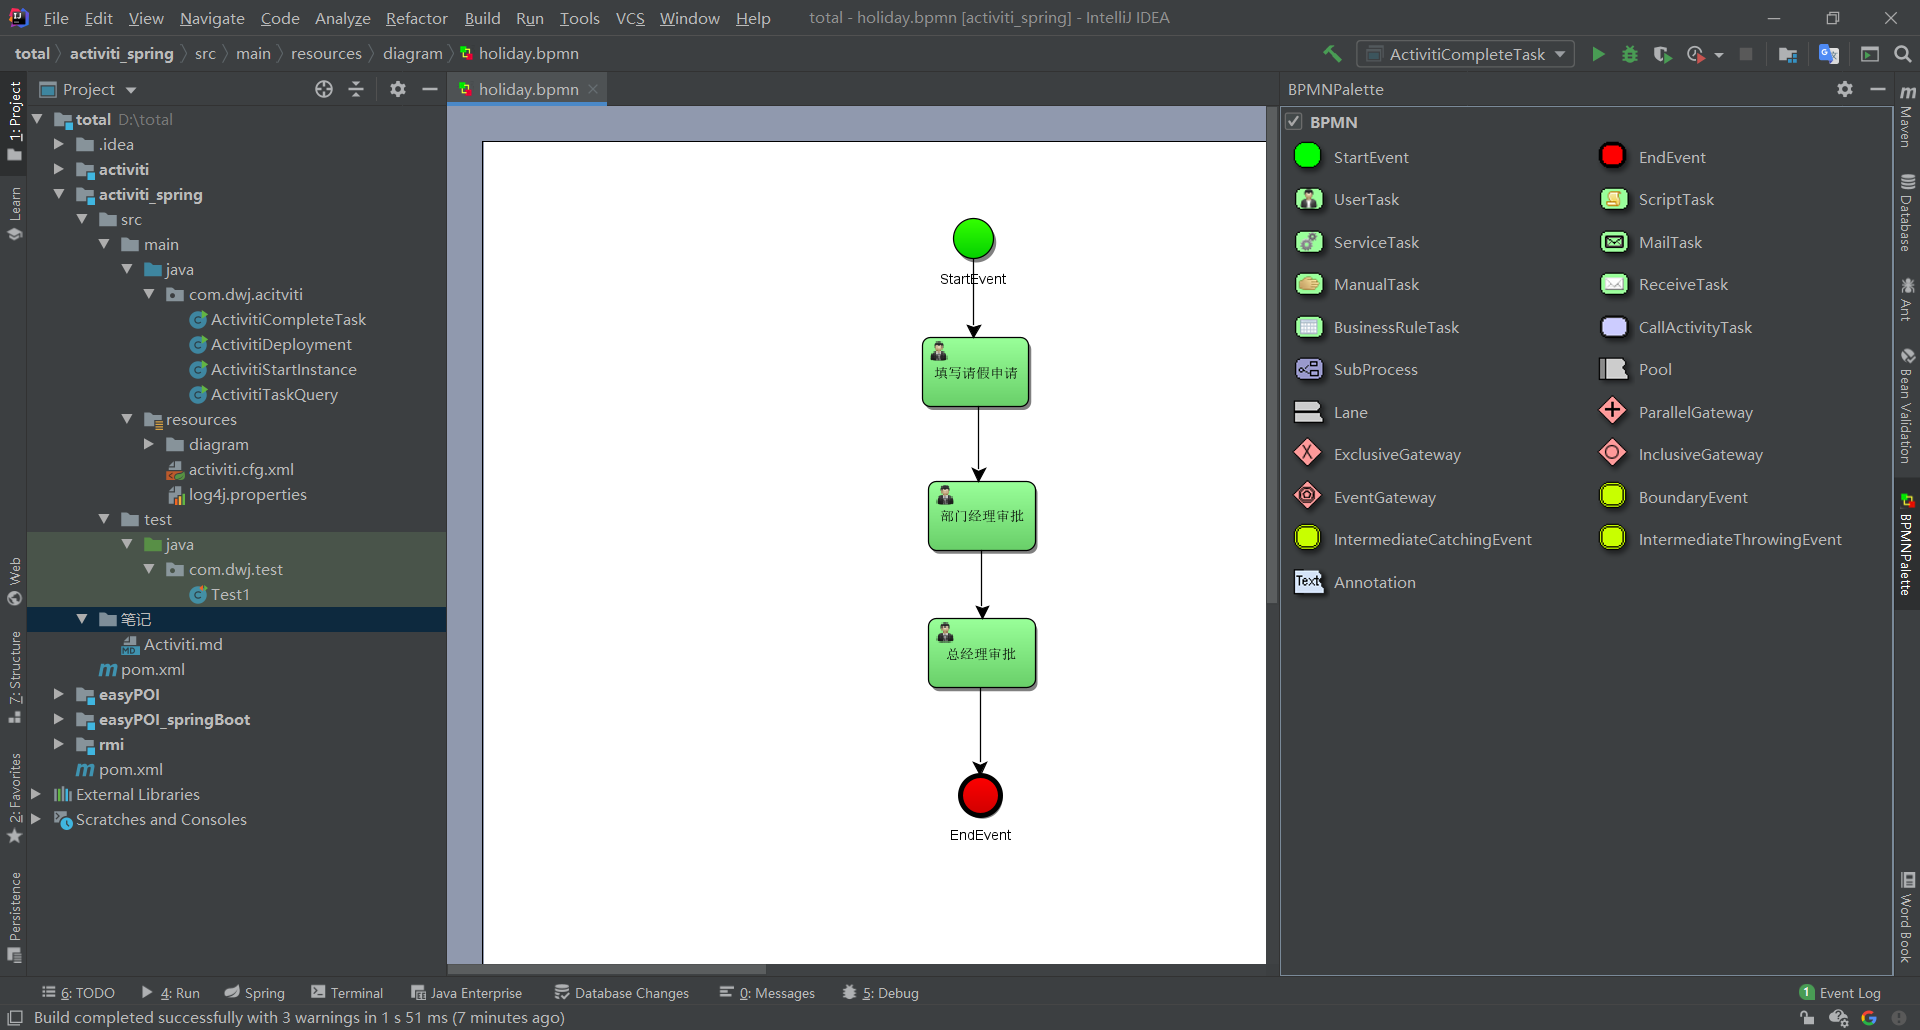 File Edit View Navigate Code Analyze Refactor Build Run Tools VCS Window Help total - holiday.bpmn [activiti_spring] - IntelliJ IDEA
total activiti_spring src main resources diagram holiday.bpmn ActivitiCompleteTask
1: Project
Learn
Web
7: Structure
2: Favorites
Persistence
Project
total D:\total
.idea
activiti
activiti_spring
src
main
java
com.dwj.acitviti
ActivitiCompleteTask
ActivitiDeployment
ActivitiStartInstance
ActivitiTaskQuery
resources
diagram
activiti.cfg.xml
log4j.properties
test
java
com.dwj.test
Test1
笔记
Activiti.md
pom.xml
easyPOI
easyPOI_springBoot
rmi
pom.xml
External Libraries
Scratches and Consoles
holiday.bpmn
StartEvent
填写请假申请
部门经理审批
总经理审批
EndEvent
BPMNPalette
BPMN
StartEvent EndEvent
UserTask ScriptTask
ServiceTask MailTask
ManualTask ReceiveTask
BusinessRuleTask CallActivityTask
SubProcess Pool
Lane ParallelGateway
ExclusiveGateway InclusiveGateway
EventGateway BoundaryEvent
IntermediateCatchingEvent IntermediateThrowingEvent
Text Annotation
m Maven
Database
Ant
Bean Validation
BPMNPalette
Word Book
6: TODO 4: Run Spring Terminal Java Enterprise Database Changes 0: Messages 5: Debug 1 Event Log
Build completed successfully with 3 warnings in 1 s 51 ms (7 minutes ago)